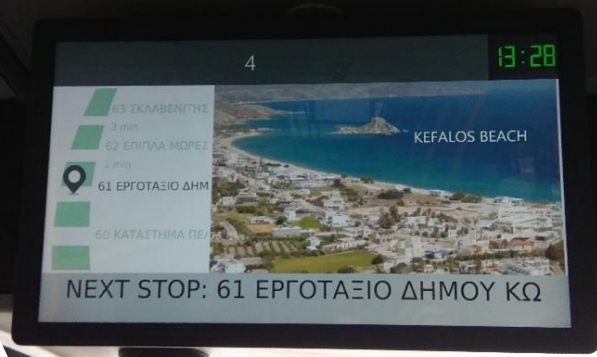 4
13:28
63 ΣΚΛΑΒΕΝΙΤΗΣ
3 min
62 ΕΠΙΠΛΑ ΜΩΡΕΣ
1 min
61 ΕΡΓΟΤΑΞΙΟ ΔΗΜ
60 ΚΑΤΑΣΤΗΜΑ ΠΕΛ
KEFALOS BEACH
NEXT STOP: 61 ΕΡΓΟΤΑΞΙΟ ΔΗΜΟΥ ΚΩ